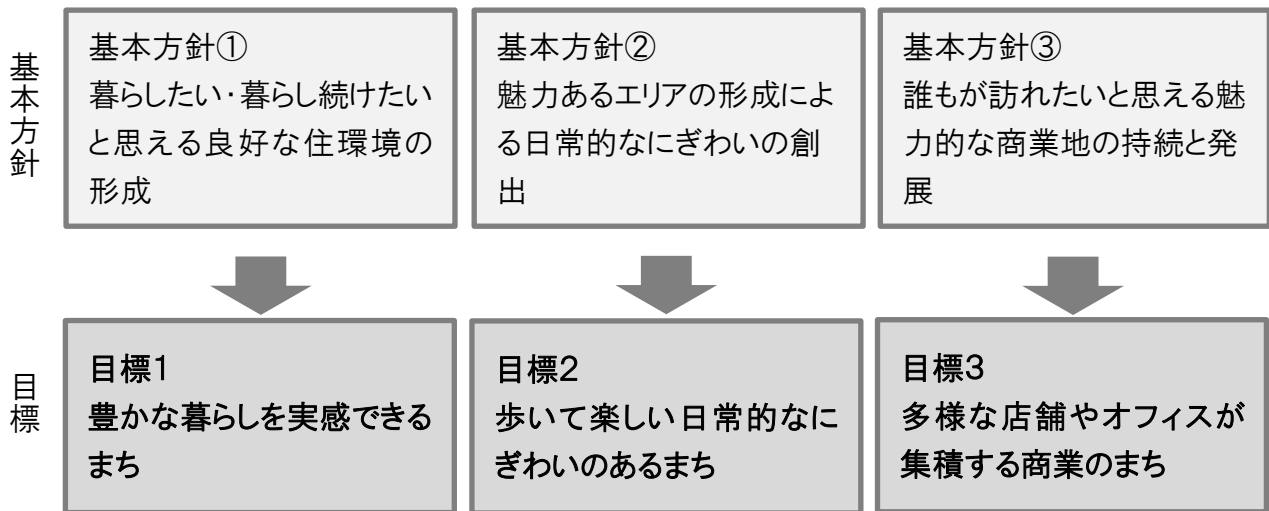 基本方針
基本方針①
暮らしたい・暮らし続けたい
と思える良好な住環境の
形成
基本方針②
魅力あるエリアの形成によ
る日常的なにぎわいの創
出
基本方針③
誰もが訪れたいと思える魅
力的な商業地の持続と発
展
目標
目標1
豊かな暮らしを実感できる
まち
目標2
歩いて楽しい日常的なに
ぎわいのあるまち
目標3
多様な店舗やオフィスが
集積する商業のまち